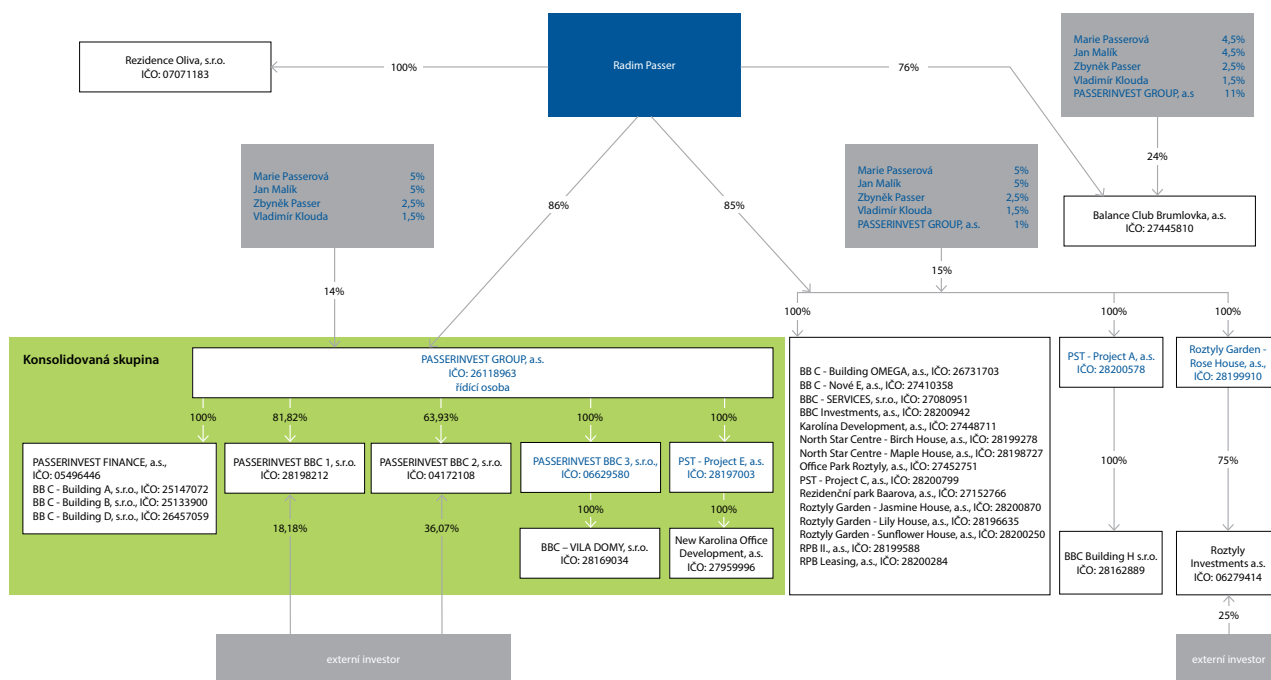 Radim Passer
Rezidence Oliva, s.r.o.
IČO: 07071183
100%
76%
Marie Passerová 4,5%
Jan Malík 4,5%
Zbyněk Passer 2,5%
Vladimír Klouda 1,5%
PASSERINVEST GROUP, a.s 11%
24%
Balance Club Brumlovka, a.s.
IČO: 27445810
Marie Passerová 5%
Jan Malík 5%
Zbyněk Passer 2,5%
Vladimír Klouda 1,5%
14%
86%
85%
Marie Passerová 5%
Jan Malík 5%
Zbyněk Passer 2,5%
Vladimír Klouda 1,5%
PASSERINVEST GROUP, a.s. 1%
15%
100%
100%
100%
Konsolidovaná skupina
PASSERINVEST GROUP, a.s.
IČO: 26118963
řídící osoba
100%
81,82%
63,93%
100%
100%
PASSERINVEST FINANCE, a.s.,
IČO: 05496446
BB C - Building A, s.r.o., IČO: 25147072
BB C - Building B, s.r.o., IČO: 25133900
BB C - Building D, s.r.o., IČO: 26457059
PASSERINVEST BBC 1, s.r.o.
IČO: 28198212
PASSERINVEST BBC 2, s.r.o.
IČO: 04172108
PASSERINVEST BBC 3, s.r.o.,
IČO: 06629580
PST - Project E, a.s.
IČO: 28197003
18,18%
36,07%
100%
100%
BBC – VILA DOMY, s.r.o.
IČO: 28169034
New Karolina Office
Development, a.s.
IČO: 27959996
externí investor
BB C - Building OMEGA, a.s., IČO: 26731703
BB C - Nové E, a.s., IČO: 27410358
BBC - SERVICES, s.r.o., IČO: 27080951
BBC Investments, a.s., IČO: 28200942
Karolína Development, a.s., IČO: 27448711
North Star Centre - Birch House, a.s., IČO: 28199278
North Star Centre - Maple House, a.s., IČO: 28198727
Office Park Roztyly, a.s., IČO: 27452751
PST - Project C, a.s., IČO: 28200799
Rezidenční park Baarova, a.s., IČO: 27152766
Roztyly Garden - Jasmine House, a.s., IČO: 28200870
Roztyly Garden - Lily House, a.s., IČO: 28196635
Roztyly Garden - Sunflower House, a.s., IČO: 28200250
RPB II., a.s., IČO: 28199588
RPB Leasing, a.s., IČO: 28200284
PST - Project A, a.s.
IČO: 28200578
100%
BBC Building H s.r.o.
IČO: 28162889
Roztyly Garden -
Rose House, a.s.,
IČO: 28199910
75%
Roztyly
Investments a.s.
IČO: 06279414
25%
externí investor